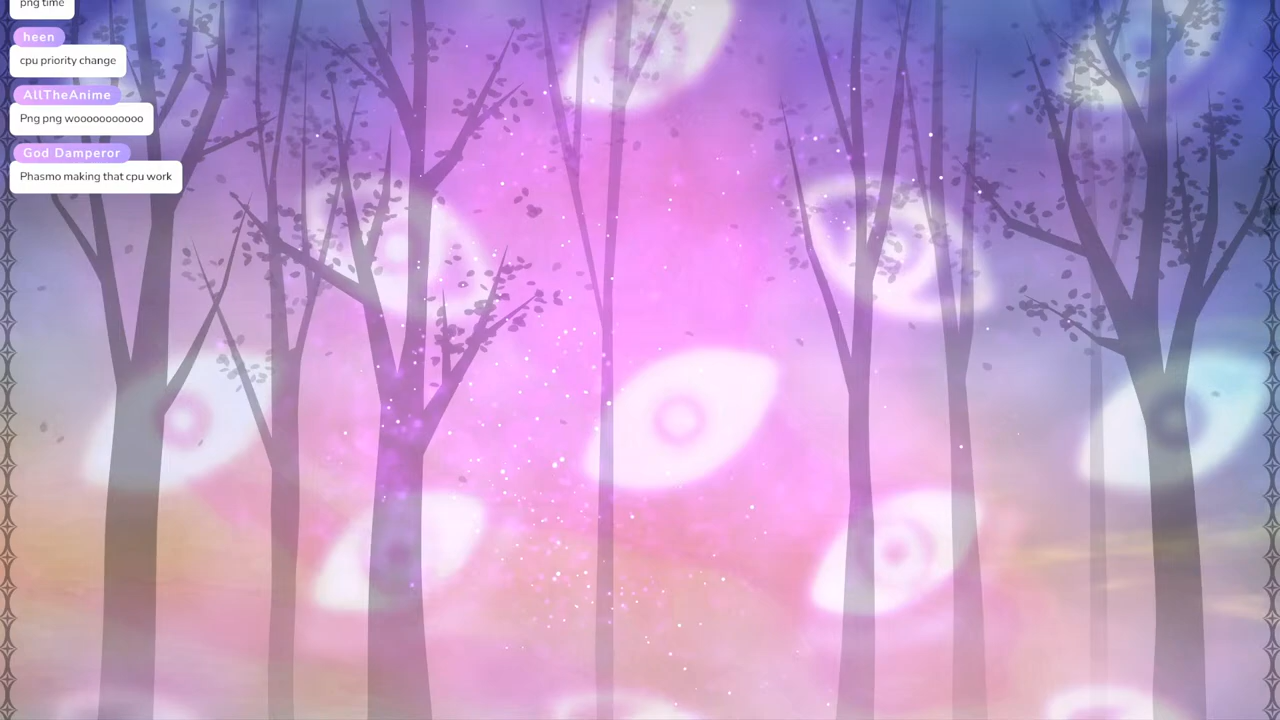 png time
heen
cpu priority change
AllTheAnime
Png png wooooooooooo
God Damperor
Phasmo making that cpu work